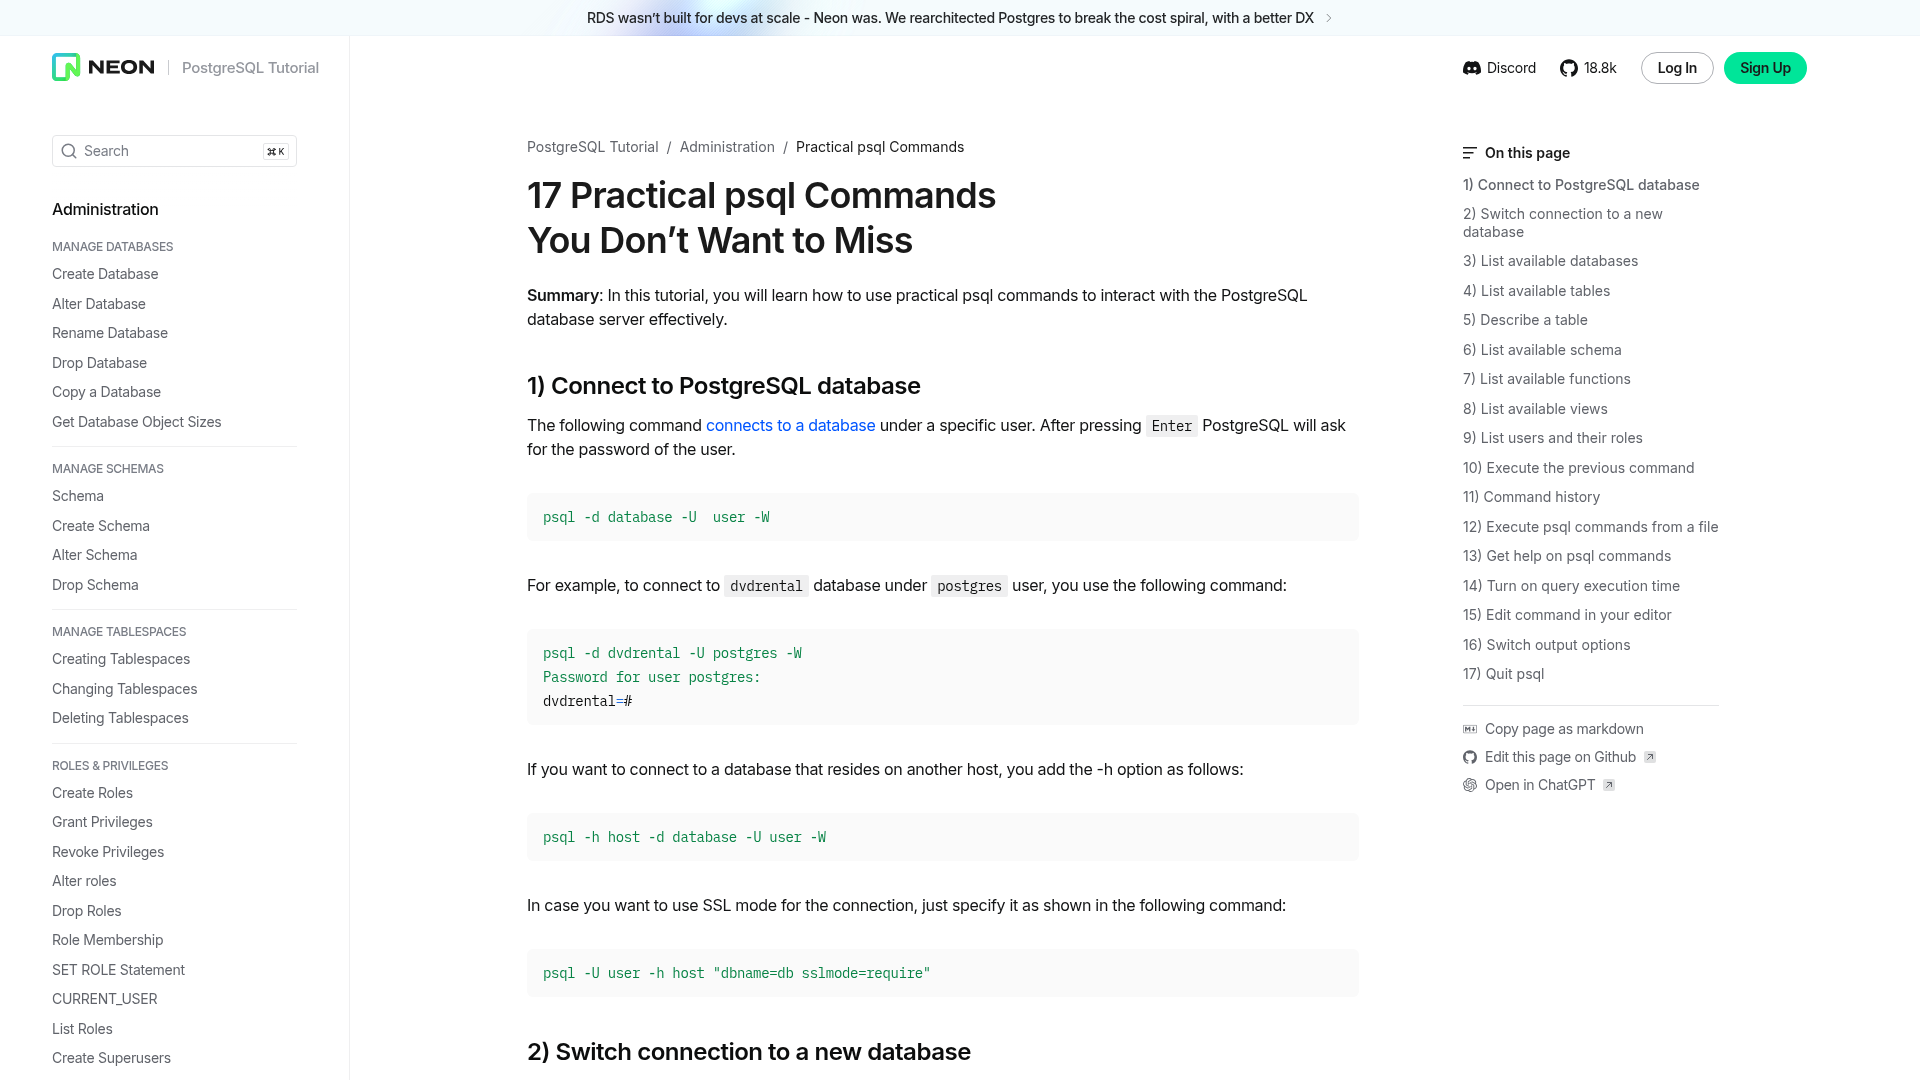 RDS wasn’t built for devs at scale - Neon was. We rearchitected Postgres to break the cost spiral, with a better DX
NEON
PostgreSQL Tutorial
Discord
18.8k
Log In
Sign Up
Search
⌘K
Administration
MANAGE DATABASES
Create Database
Alter Database
Rename Database
Drop Database
Copy a Database
Get Database Object Sizes
MANAGE SCHEMAS
Schema
Create Schema
Alter Schema
Drop Schema
MANAGE TABLESPACES
Creating Tablespaces
Changing Tablespaces
Deleting Tablespaces
ROLES & PRIVILEGES
Create Roles
Grant Privileges
Revoke Privileges
Alter roles
Drop Roles
Role Membership
SET ROLE Statement
CURRENT_USER
List Roles
Create Superusers
PostgreSQL Tutorial / Administration / Practical psql Commands
17 Practical psql Commands
You Don’t Want to Miss
Summary: In this tutorial, you will learn how to use practical psql commands to interact with the PostgreSQL
database server effectively.
1) Connect to PostgreSQL database
The following command connects to a database under a specific user. After pressing Enter PostgreSQL will ask
for the password of the user.
psql -d database -U  user -W
For example, to connect to dvdrental database under postgres user, you use the following command:
psql -d dvdrental -U postgres -W
Password for user postgres:
dvdrental=#
If you want to connect to a database that resides on another host, you add the -h option as follows:
psql -h host -d database -U user -W
In case you want to use SSL mode for the connection, just specify it as shown in the following command:
psql -U user -h host "dbname=db sslmode=require"
2) Switch connection to a new database
On this page
1) Connect to PostgreSQL database
2) Switch connection to a new
database
3) List available databases
4) List available tables
5) Describe a table
6) List available schema
7) List available functions
8) List available views
9) List users and their roles
10) Execute the previous command
11) Command history
12) Execute psql commands from a file
13) Get help on psql commands
14) Turn on query execution time
15) Edit command in your editor
16) Switch output options
17) Quit psql
Copy page as markdown
Edit this page on Github
Open in ChatGPT